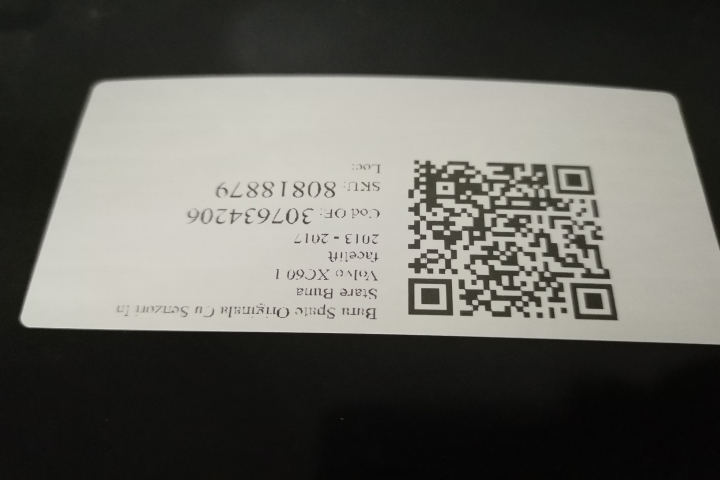 Bara Spate Originala Cu Senzori In
Stare Buna
Volvo XC60 1
facelift
2013 - 2017
Cod OE: 307634206
SKU: 80818879
Loc: